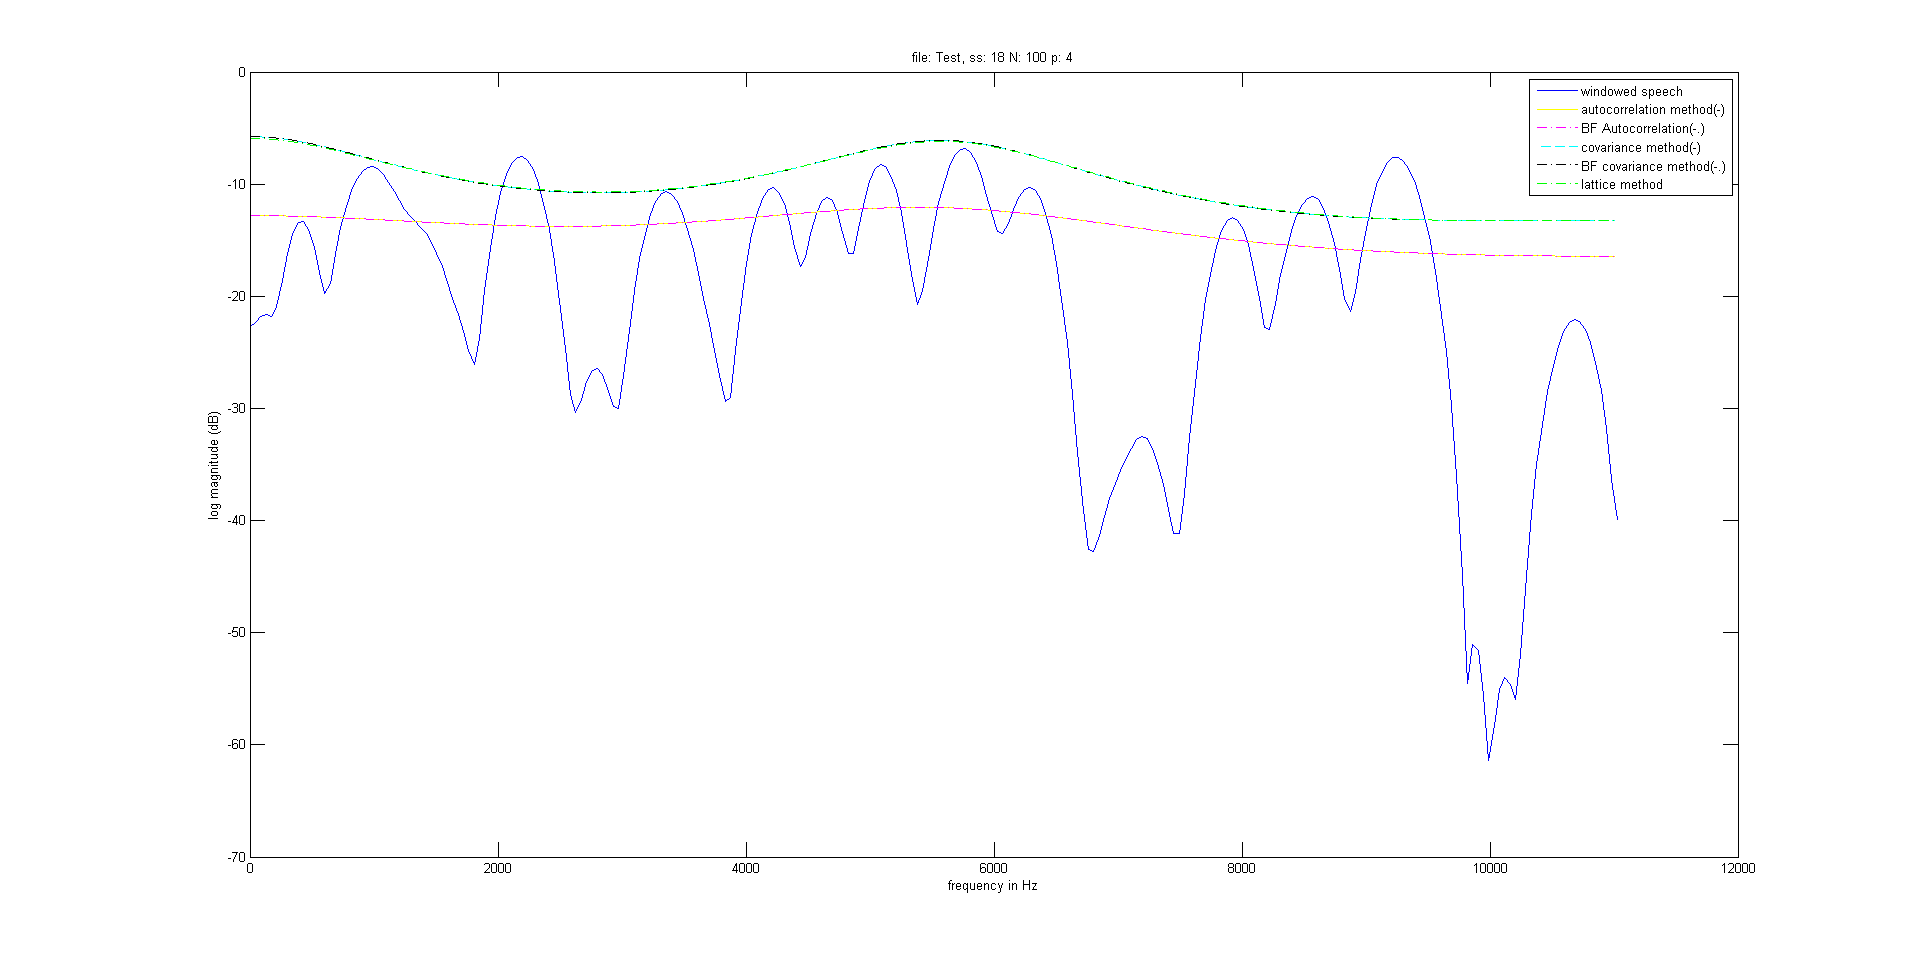 file: Test, ss: 18 N: 100 p: 4
windowed speech
autocorrelation method(-)
BF Autocorrelation(-.)
covariance method(-)
BF covariance method(-.)
lattice method
0
-10
-20
-30
-40
-50
-60
-70
log magnitude (dB)
0 2000 4000 6000 8000 10000 12000
frequency in Hz